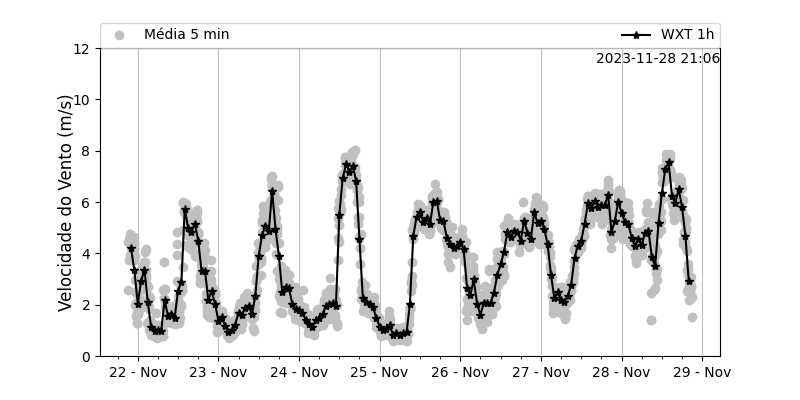 Média 5 min
WXT 1h
2023-11-28 21:06
Velocidade do Vento (m/s)
12
10
8
6
4
2
0
22 - Nov
23 - Nov
24 - Nov
25 - Nov
26 - Nov
27 - Nov
28 - Nov
29 - Nov